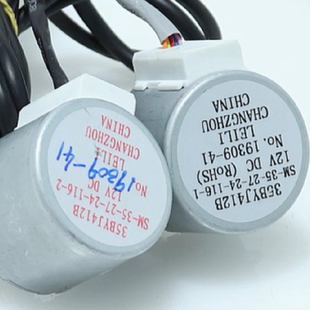 35BYJ412B
SM-35-27-24-116-2
12V DC
No. 19309-41
LEILI
CHANGZHOU
CHINA
35BYJ412B
SM-35-27-24-116-1
12V DC (RoHS)
No. 19309-41
LEILI
CHANGZHOU
CHINA